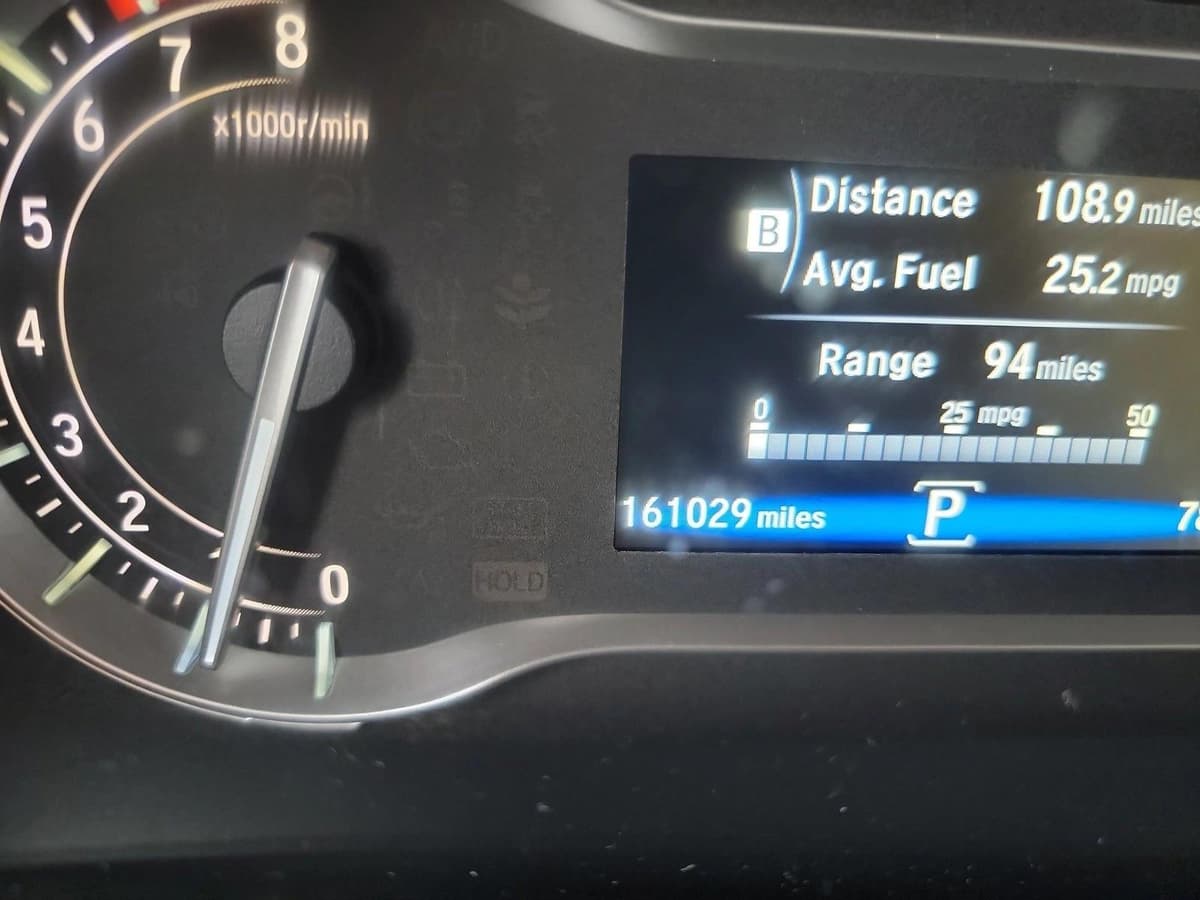 8
7
6
x1000r/min
5
4
3
2
0
HOLD
B
Distance 108.9 miles
Avg. Fuel 25.2 mpg
Range 94 miles
0 25 mpg 50
161029 miles P